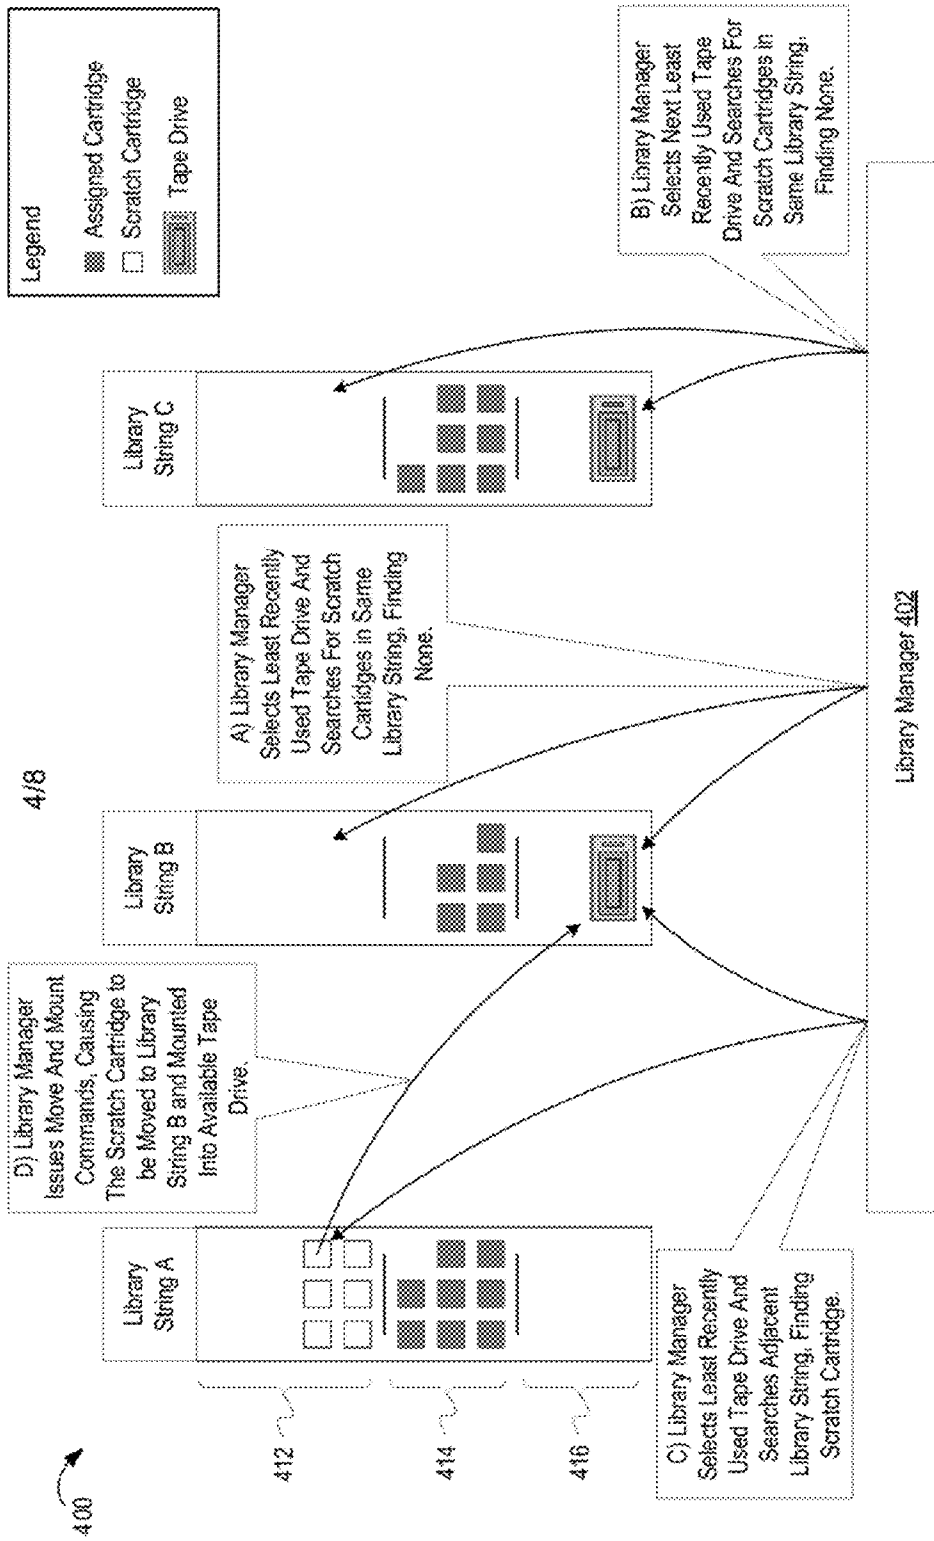 4/8
400
Legend
Assigned Cartridge
Scratch Cartridge
Tape Drive
D) Library Manager
Issues Move And Mount
Commands, Causing
The Scratch Cartridge to
be Moved to Library
String B and Mounted
Into Available Tape
Drive.
Library
String A
Library
String B
Library
String C
412
414
416
A) Library Manager
Selects Least Recently
Used Tape Drive And
Searches For Scratch
Cartidges in Same
Library String, Finding
None.
B) Library Manager
Selects Next Least
Recently Used Tape
Drive And Searches For
Scratch Cartridges in
Same Library String,
Finding None.
C) Library Manager
Selects Least Recently
Used Tape Drive And
Searches Adjacent
Library String, Finding
Scratch Cartridge.
Library Manager 402